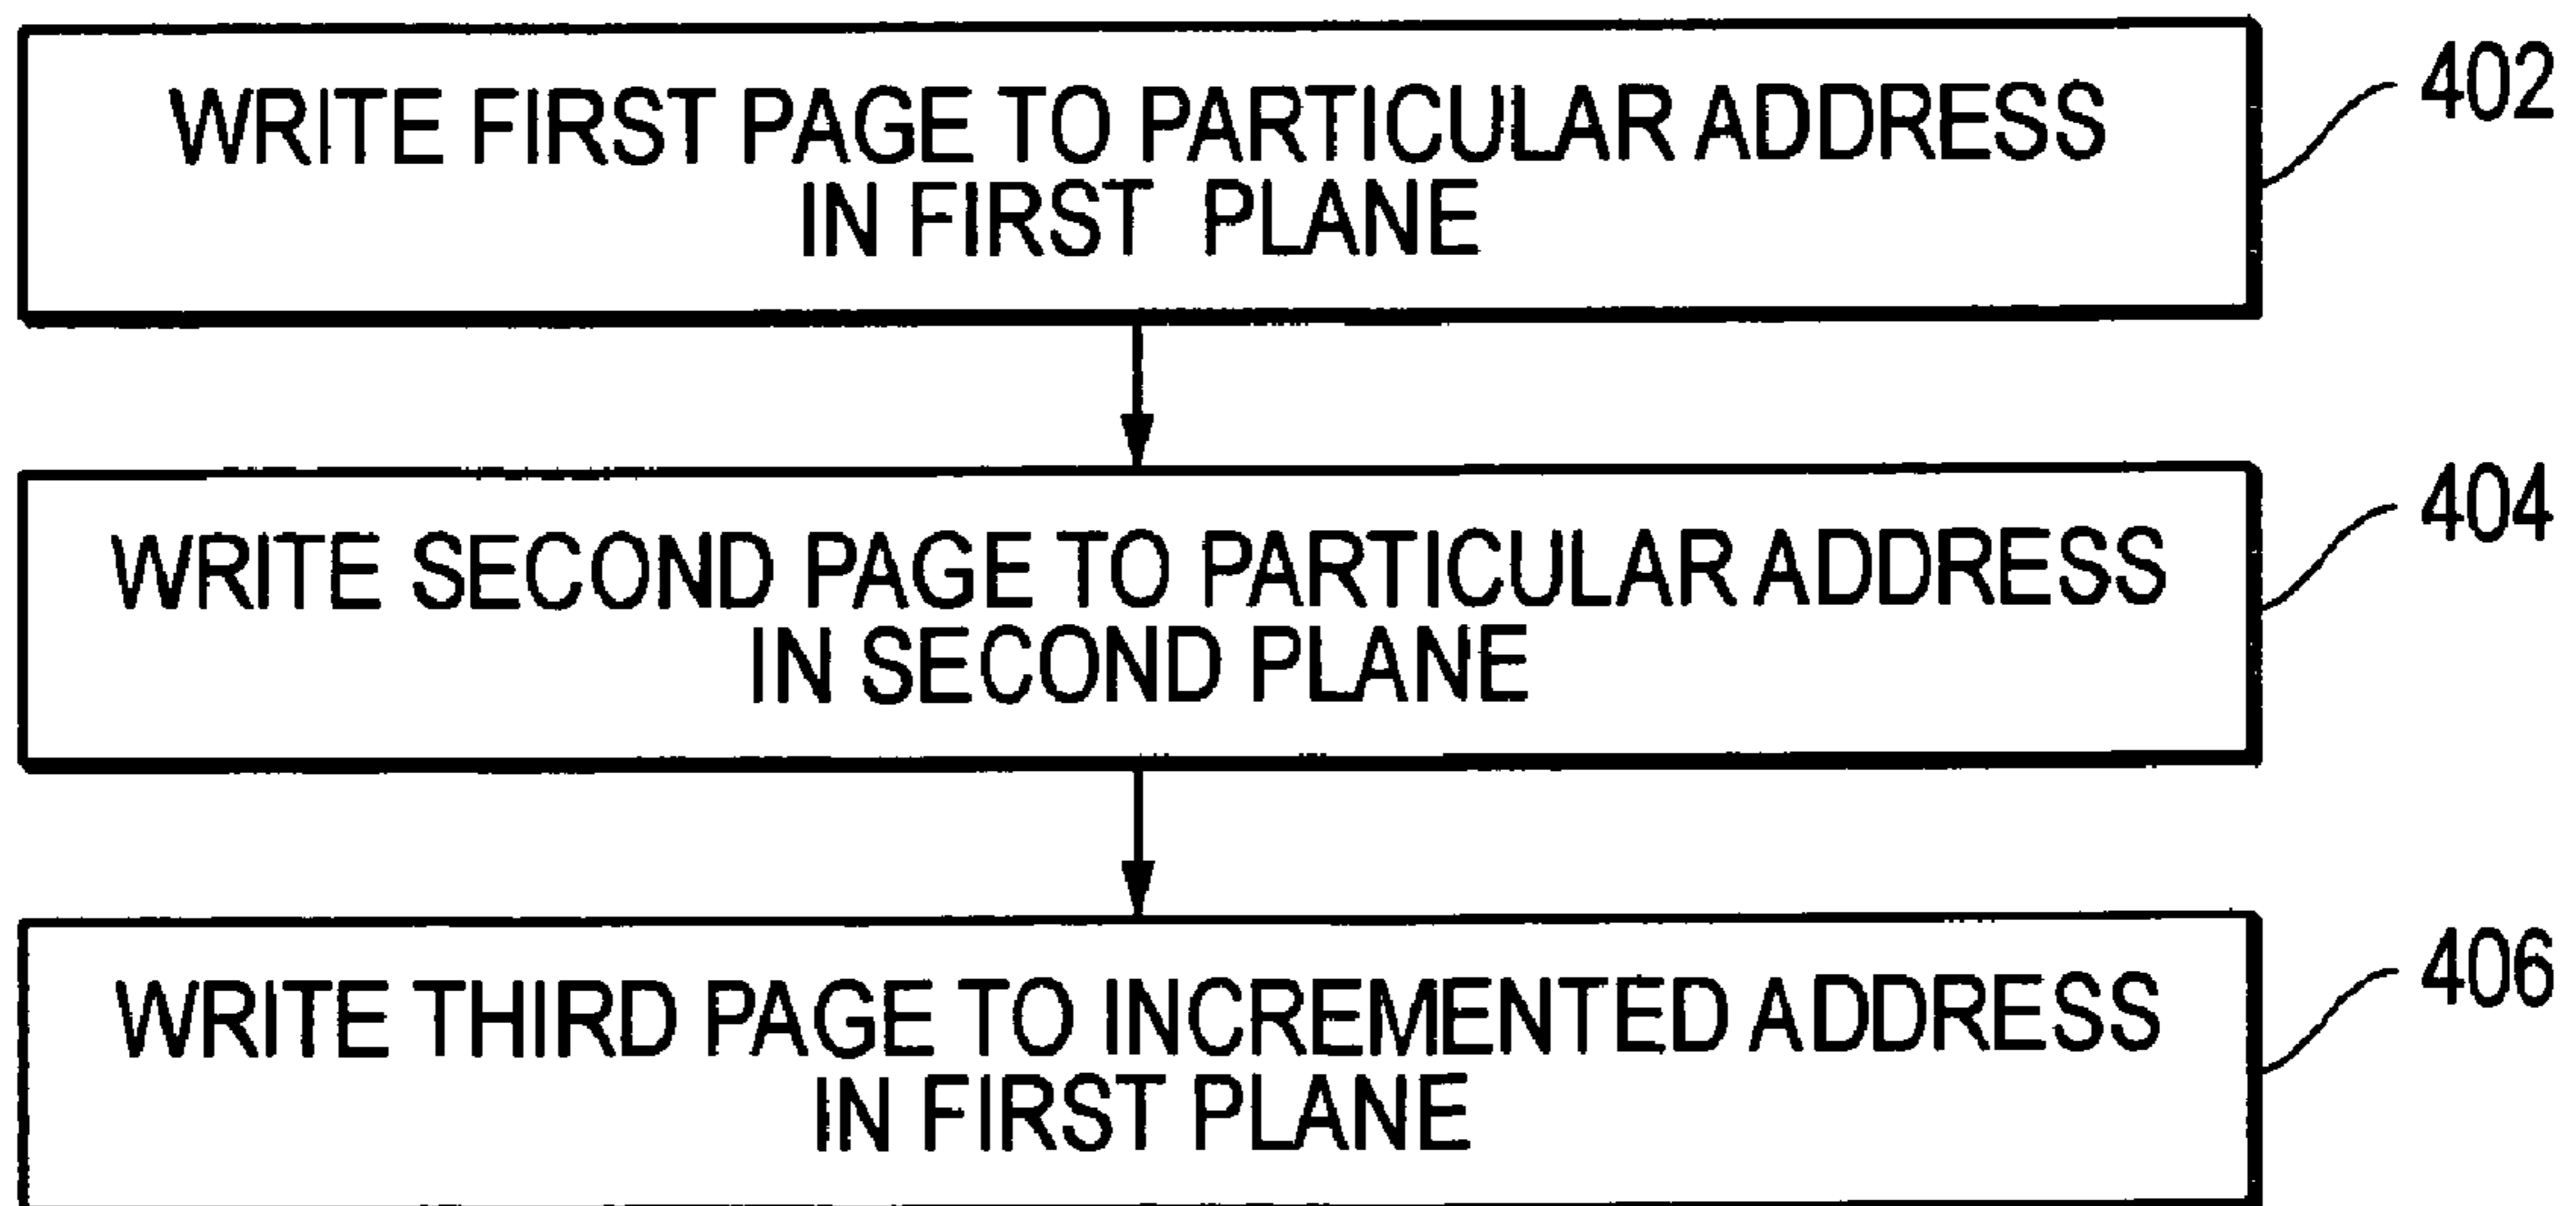 WRITE FIRST PAGE TO PARTICULAR ADDRESS
IN FIRST PLANE
402
WRITE SECOND PAGE TO PARTICULAR ADDRESS
IN SECOND PLANE
404
WRITE THIRD PAGE TO INCREMENTED ADDRESS
IN FIRST PLANE
406